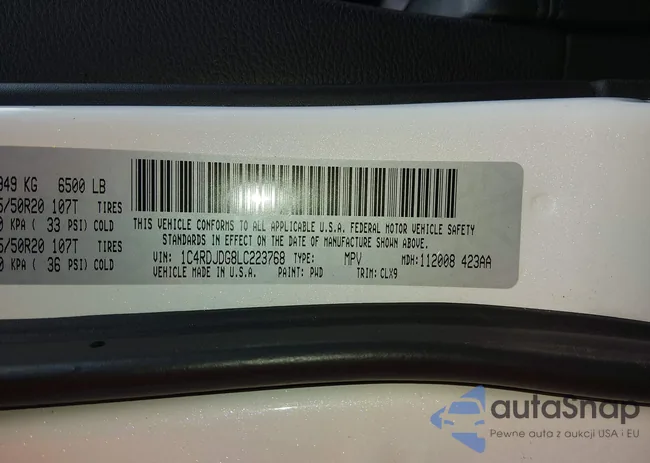 949 KG 6500 LB
5/50R20 107T TIRES
0 KPA ( 33 PSI) COLD
5/50R20 107T TIRES
0 KPA ( 36 PSI) COLD
THIS VEHICLE CONFORMS TO ALL APPLICABLE U.S.A. FEDERAL MOTOR VEHICLE SAFETY
STANDARDS IN EFFECT ON THE DATE OF MANUFACTURE SHOWN ABOVE.
VIN: 1C4RDJDG8LC223768 TYPE: MPV MDH: 112008 423AA
VEHICLE MADE IN U.S.A. PAINT: PWD TRIM: CLX9
autaSnap
Pewne auta z aukcji USA i EU